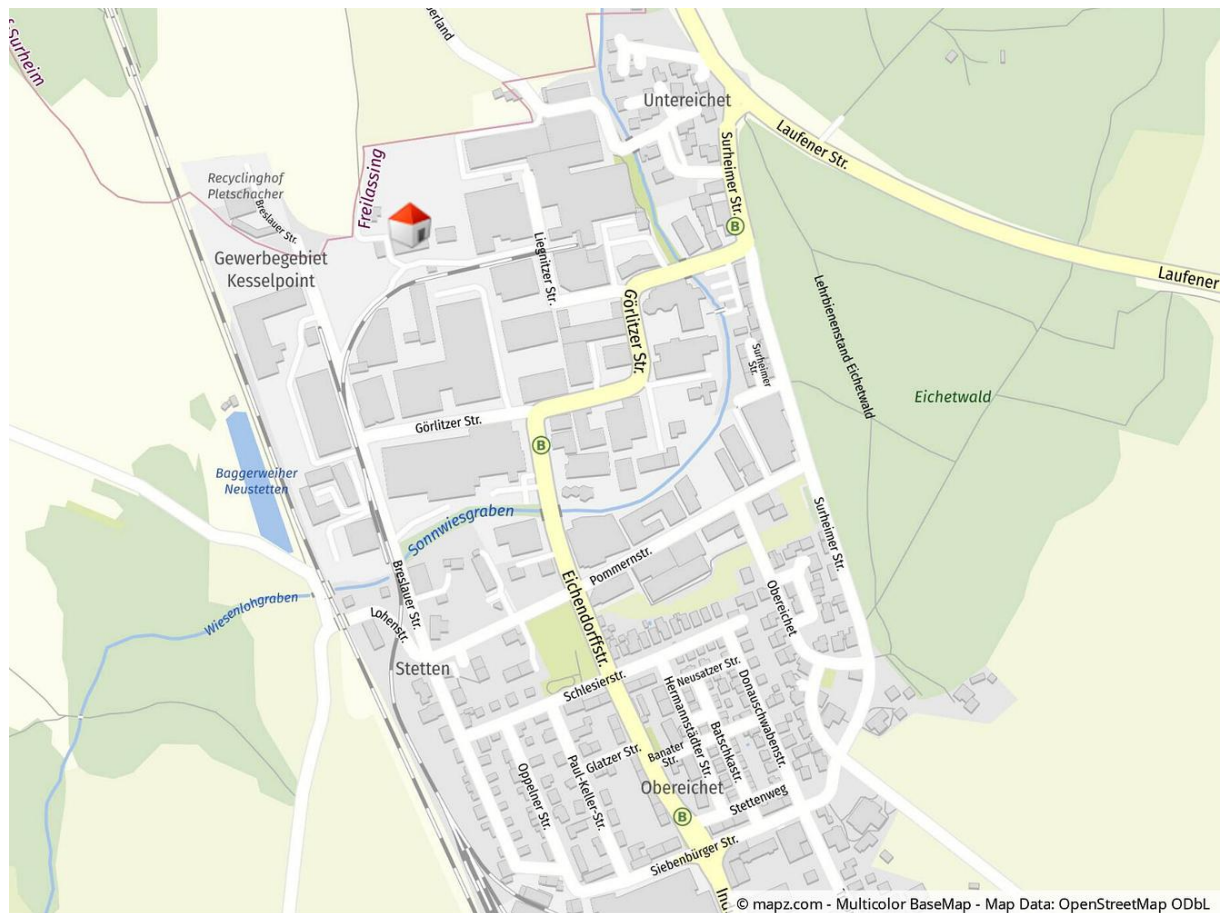 berland
Surheim
Untereichet
Laufener Str.
Surheimer Str.
Freilassing
Recyclinghof
Pletschacher
Breslauer Str.
B
Liegnitzer Str.
Gewerbegebiet
Kesselpoint
Laufener
Görlitzer Str.
Lehrbienenstand Eichetwald
Surheimer
Str.
Eichetwald
Görlitzer Str.
B
Baggerweiher
Neustetten
Sonnwiesgraben
Surheimer Str.
Pommernstr.
Breslauer Str.
Eichendorffstr.
Obereichet
Wiesenlohgraben
Lohenstr.
Stetten
Schlesierstr.
Neusatzer Str.
Hermannstädter Str.
Donauschwabenstr.
Batschkastr.
Banater
Str.
Glatzer Str.
Paul-Keller-Str.
Oppelner Str.
Obereichet
Stettenweg
B
Siebenbürger Str.
Ind
© mapz.com - Multicolor BaseMap - Map Data: OpenStreetMap ODbL